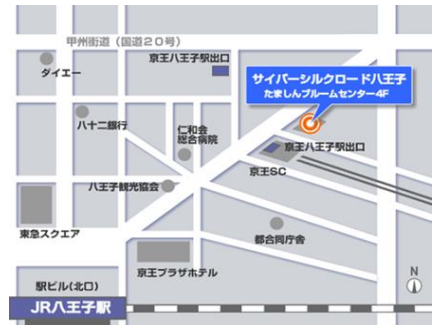 甲州街道（国道20号）
ダイエー
京王八王子駅出口
サイバーシルクロード八王子
たましんブルームセンター4F
八十二銀行
仁和会
総合病院
京王八王子駅出口
京王SC
八王子観光協会
東急スクエア
都合同庁舎
京王プラザホテル
駅ビル(北口)
JR八王子駅
N